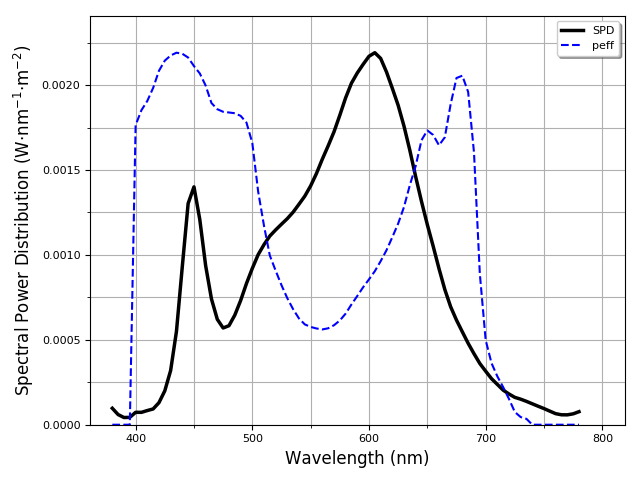 SPD
peff
0.0020
0.0015
0.0010
0.0005
0.0000
400 500 600 700 800
Wavelength (nm)
Spectral Power Distribution (W·nm⁻¹·m⁻²)